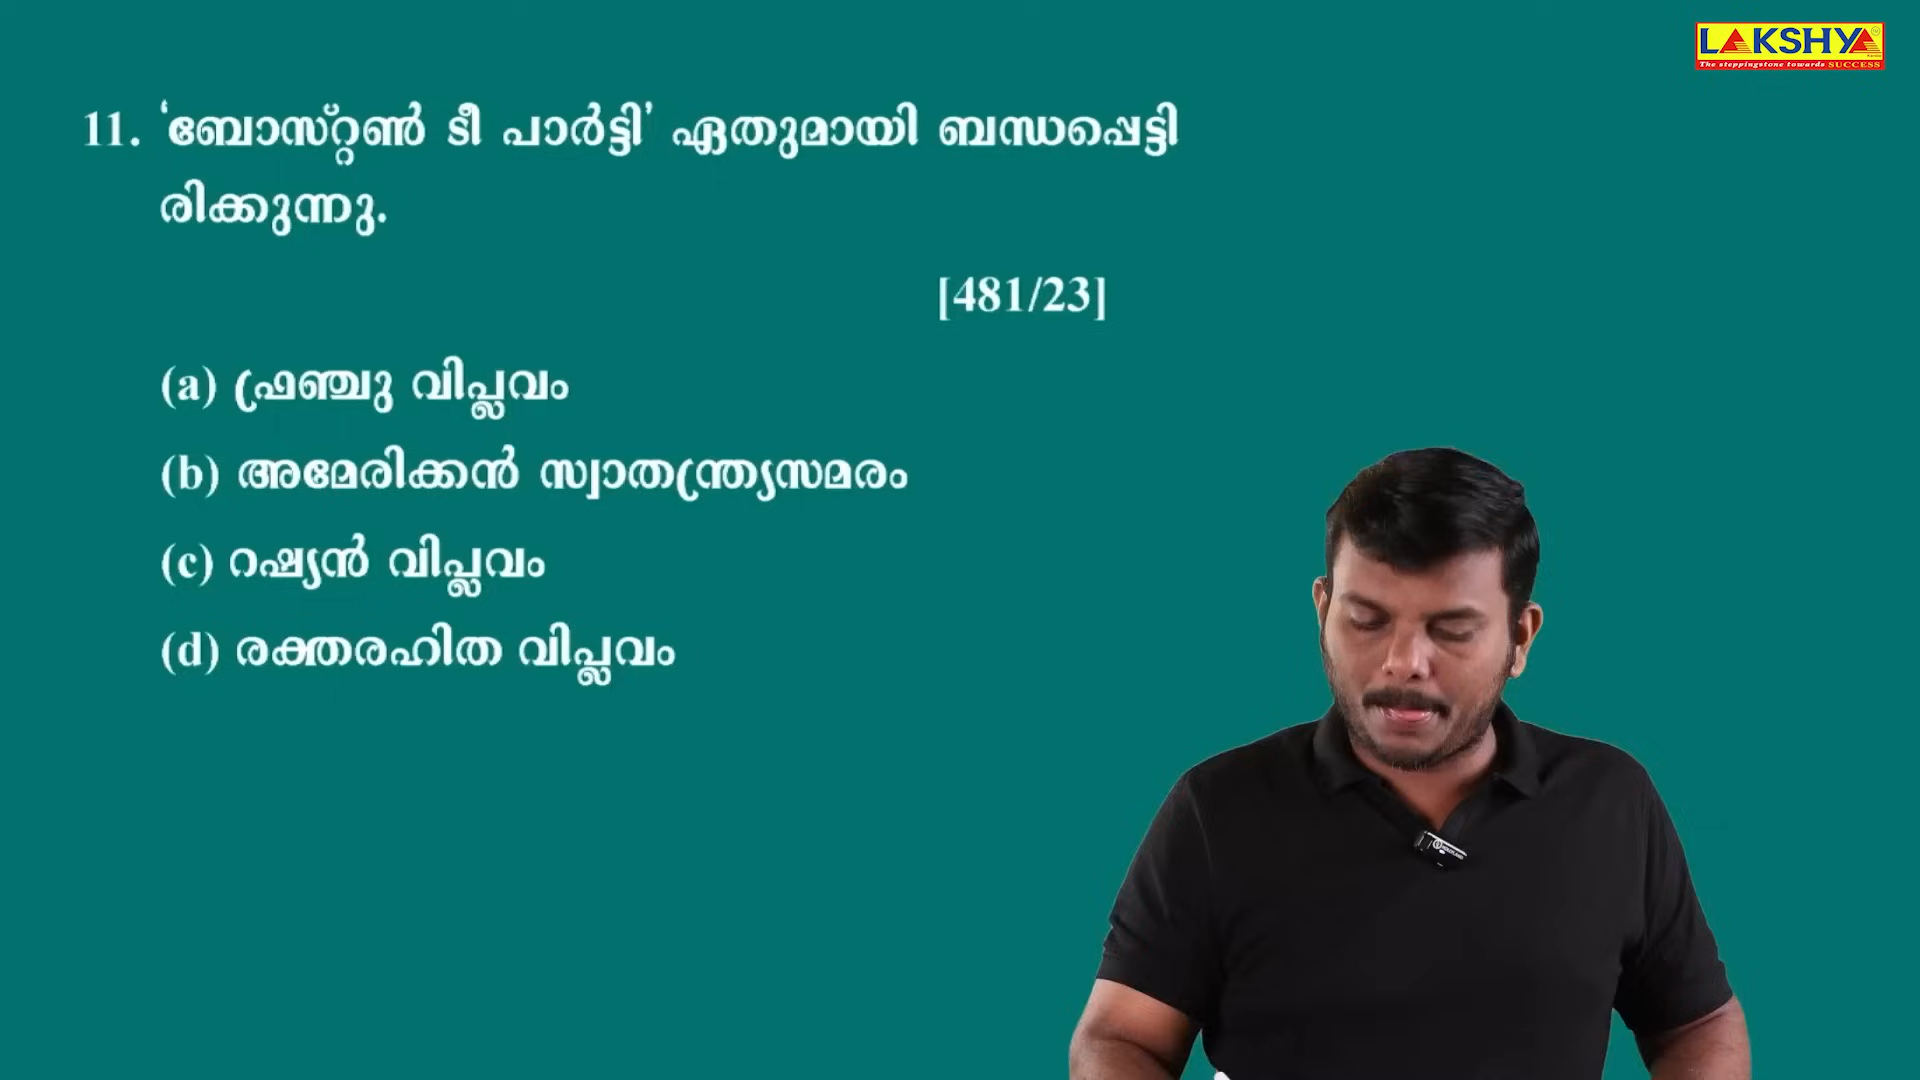 LAKSHYA
The steppingstone towards SUCCESS
11. ‘ബോസ്റ്റൺ ടീ പാർട്ടി’ ഏതുമായി ബന്ധപ്പെട്ടി
രിക്കുന്നു.
[481/23]
(a) ഫ്രഞ്ചു വിപ്ലവം
(b) അമേരിക്കൻ സ്വാതന്ത്ര്യസമരം
(c) റഷ്യൻ വിപ്ലവം
(d) രക്തരഹിത വിപ്ലവം